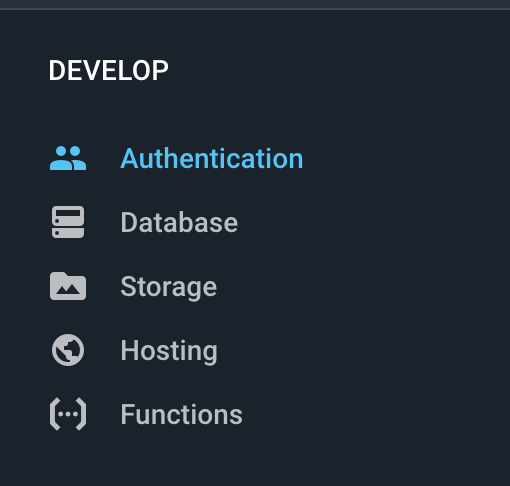 DEVELOP
Authentication
Database
Storage
Hosting
Functions